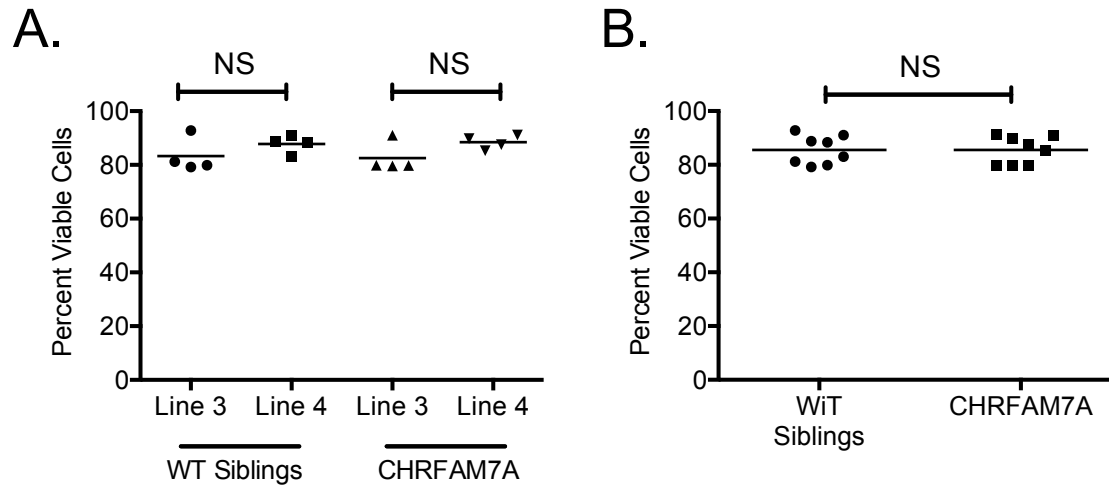 A.
NS NS
Percent Viable Cells
100
80
60
40
20
0
Line 3 Line 4 Line 3 Line 4
WT Siblings CHRFAM7A
B.
NS
Percent Viable Cells
100
80
60
40
20
0
WiT CHRFAM7A
Siblings